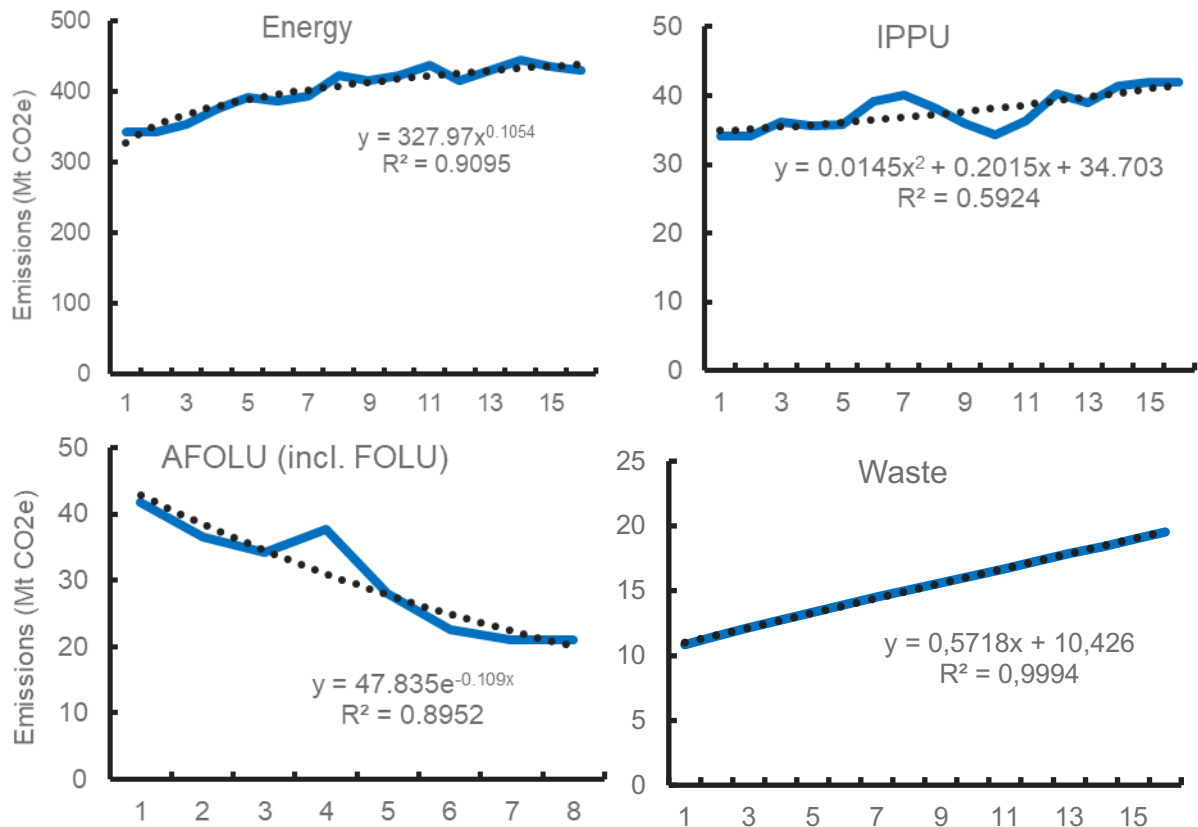 Energy
Emissions (Mt CO2e)
500
400
300
200
100
0
y = 327.97x^0.1054
R² = 0.9095
1 3 5 7 9 11 13 15
IPPU
50
40
30
20
10
0
y = 0.0145x² + 0.2015x + 34.703
R² = 0.5924
1 3 5 7 9 11 13 15
AFOLU (incl. FOLU)
Emissions (Mt CO2e)
50
40
30
20
10
0
y = 47.835e^-0.109x
R² = 0.8952
1 2 3 4 5 6 7 8
Waste
25
20
15
10
5
0
y = 0,5718x + 10,426
R² = 0,9994
1 3 5 7 9 11 13 15